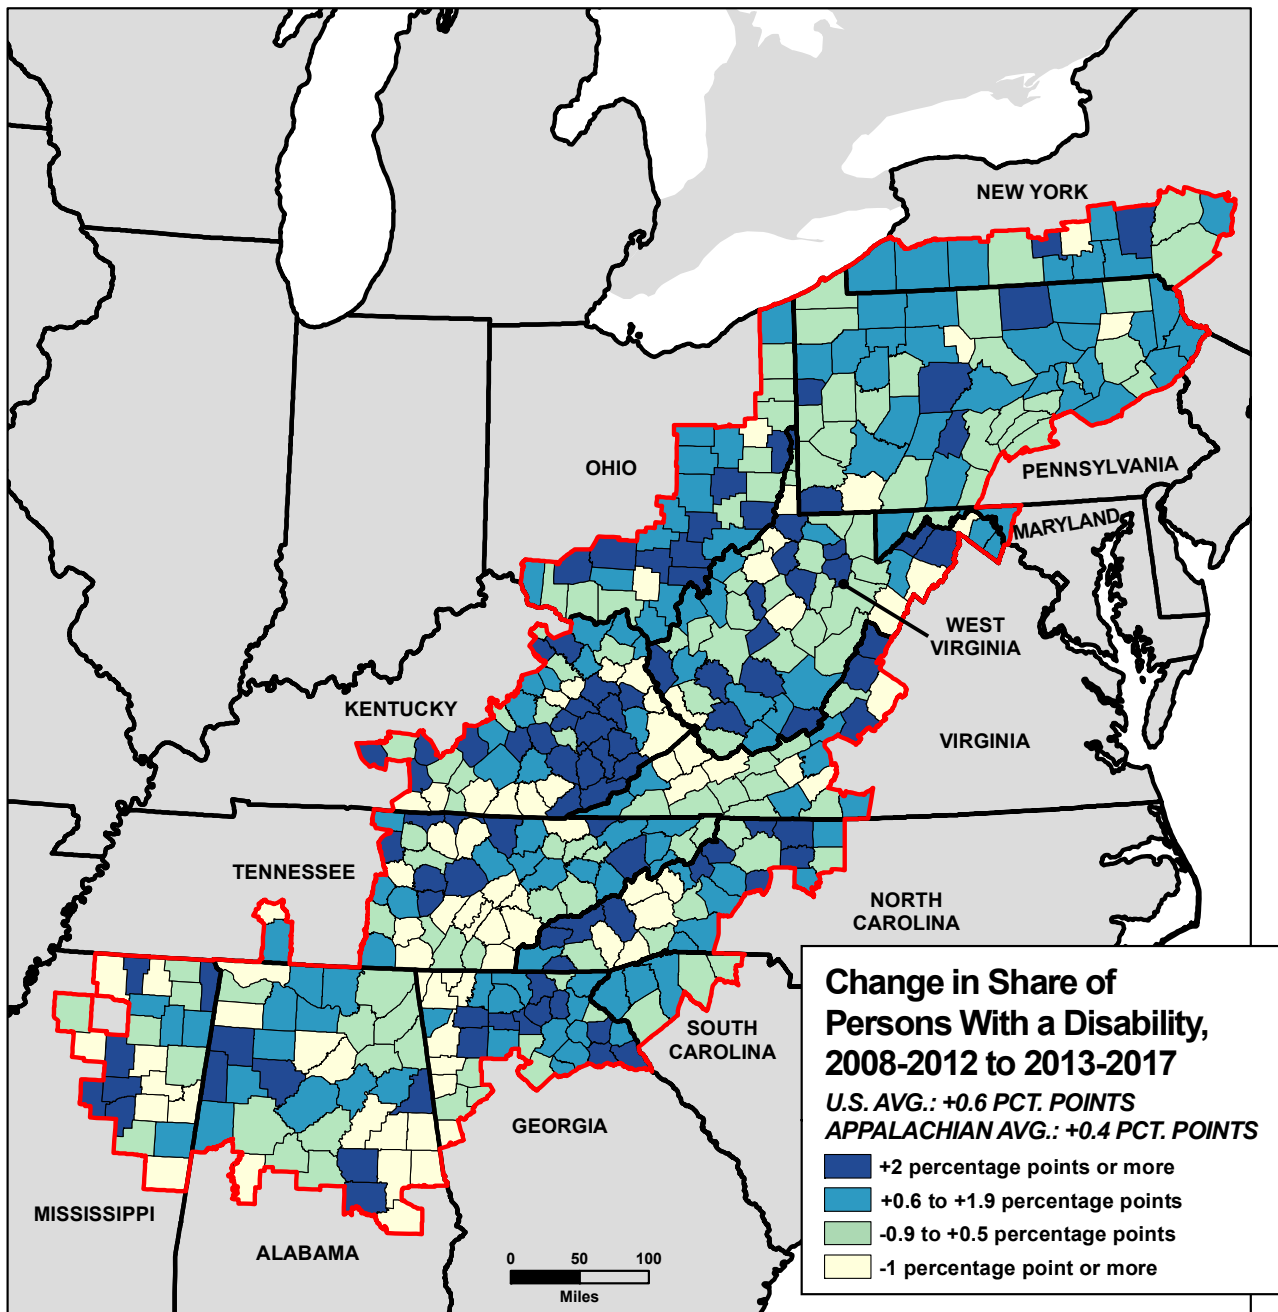 NEW YORK
OHIO
PENNSYLVANIA
MARYLAND
WEST
VIRGINIA
KENTUCKY
VIRGINIA
TENNESSEE
NORTH
CAROLINA
SOUTH
CAROLINA
GEORGIA
MISSISSIPPI
ALABAMA
0 50 100
Miles
Change in Share of
Persons With a Disability,
2008-2012 to 2013-2017
U.S. AVG.: +0.6 PCT. POINTS
APPALACHIAN AVG.: +0.4 PCT. POINTS
+2 percentage points or more
+0.6 to +1.9 percentage points
-0.9 to +0.5 percentage points
-1 percentage point or more